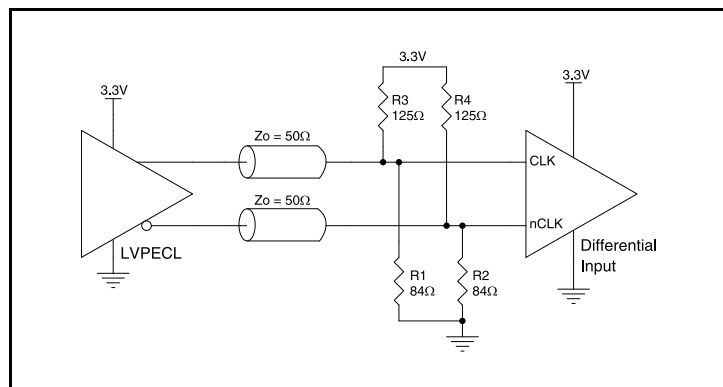 3.3V
3.3V
3.3V
R3
125Ω
R4
125Ω
Zo = 50Ω
CLK
Zo = 50Ω
nCLK
LVPECL
Differential
Input
R1
84Ω
R2
84Ω